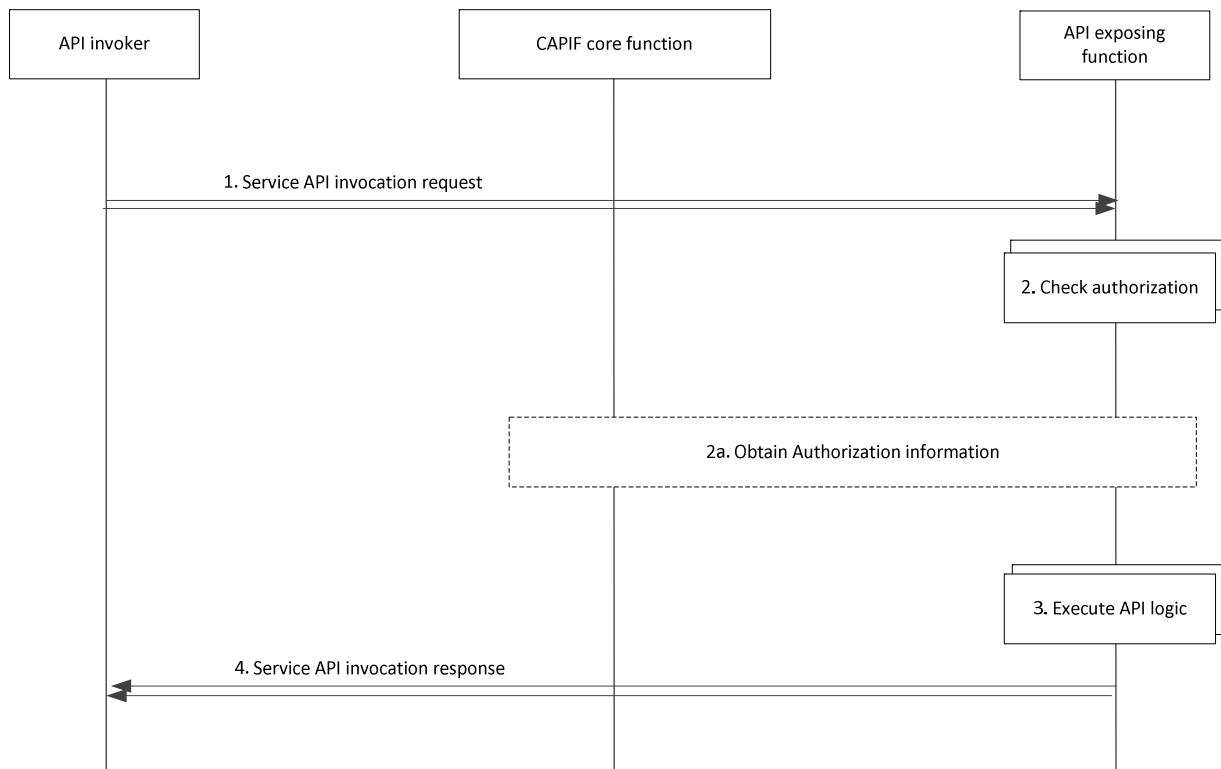 API invoker
CAPIF core function
API exposing
function
1. Service API invocation request
2. Check authorization
2a. Obtain Authorization information
3. Execute API logic
4. Service API invocation response